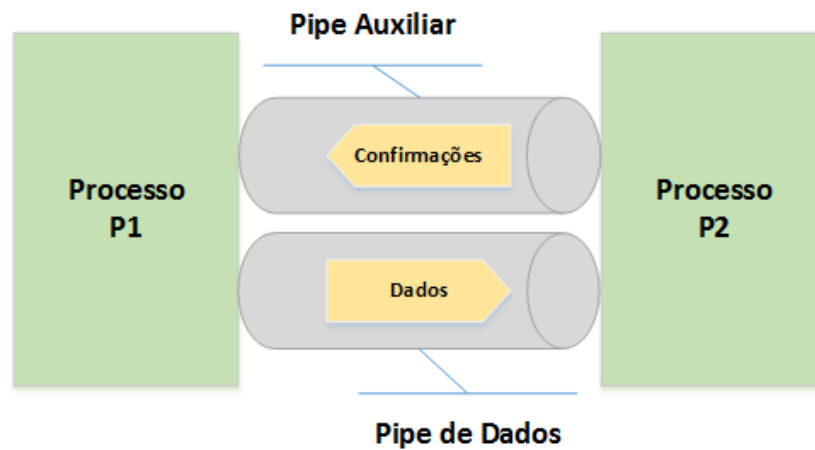 Pipe Auxiliar
Confirmações
Processo
P1
Processo
P2
Dados
Pipe de Dados